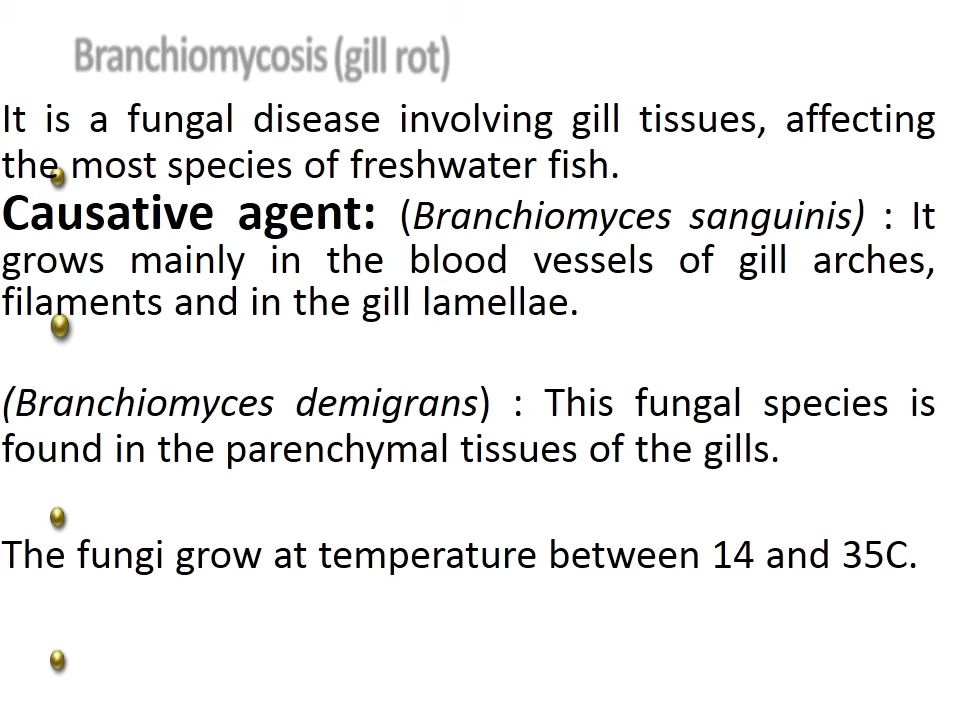 Branchiomycosis (gill rot)
It is a fungal disease involving gill tissues, affecting
the most species of freshwater fish.
Causative agent: (Branchiomyces sanguinis) : It
grows mainly in the blood vessels of gill arches,
filaments and in the gill lamellae.
(Branchiomyces demigrans) : This fungal species is
found in the parenchymal tissues of the gills.
The fungi grow at temperature between 14 and 35C.